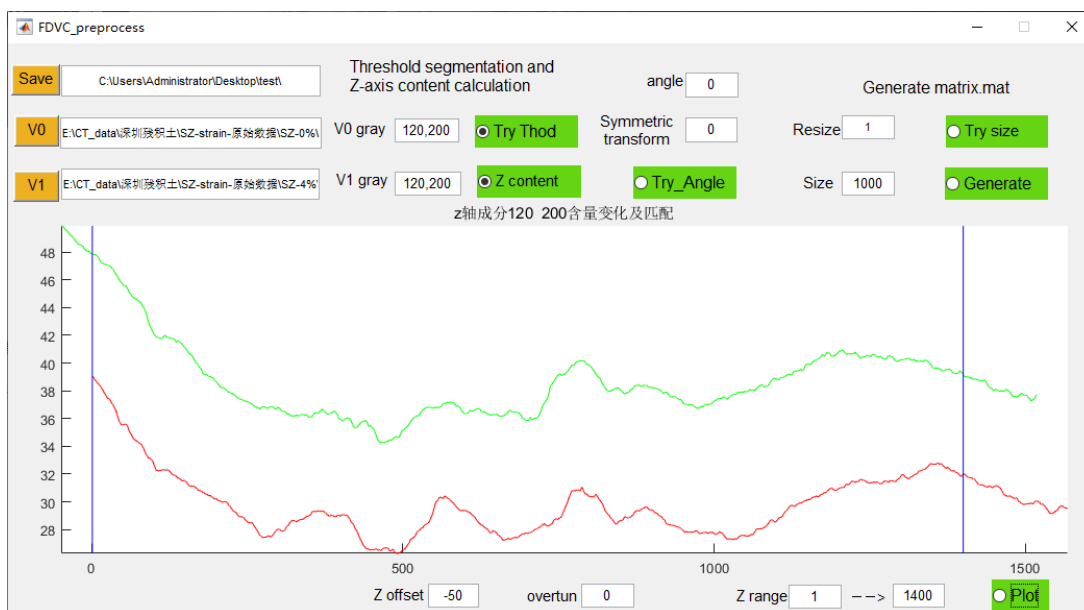 FDVC_preprocess
Save
C:\Users\Administrator\Desktop\test\
Threshold segmentation and
Z-axis content calculation
angle
0
Generate matrix.mat
V0
E:\CT_data\深圳残积土\SZ-strain-原始数据\SZ-0%\
V0 gray
120,200
Try Thod
Symmetric
transform
0
Resize
1
Try size
V1
E:\CT_data\深圳残积土\SZ-strain-原始数据\SZ-4%
V1 gray
120,200
Z content
Try_Angle
Size
1000
Generate
z轴成分120 200含量变化及匹配
48
46
44
42
40
38
36
34
32
30
28
0
500
1000
1500
Z offset
-50
overtun
0
Z range
1
-->
1400
Plot